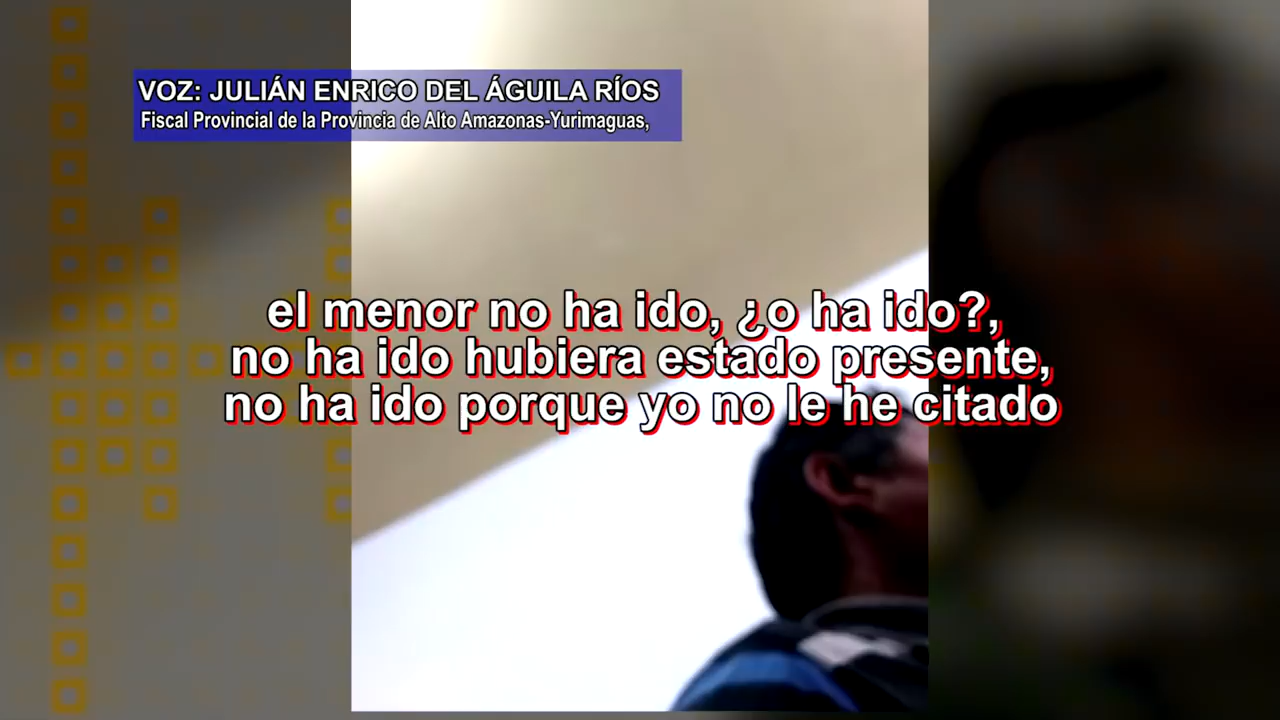 VOZ: JULIÁN ENRICO DEL ÁGUILA RÍOS
Fiscal Provincial de la Provincia de Alto Amazonas-Yurimaguas,
el menor no ha ido, ¿o ha ido?,
no ha ido hubiera estado presente,
no ha ido porque yo no le he citado